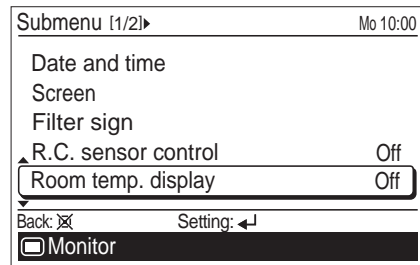 Submenu [1/2]▸ Mo 10:00
Date and time
Screen
Filter sign
R.C. sensor control Off
Room temp. display Off
Back: Setting:
Monitor